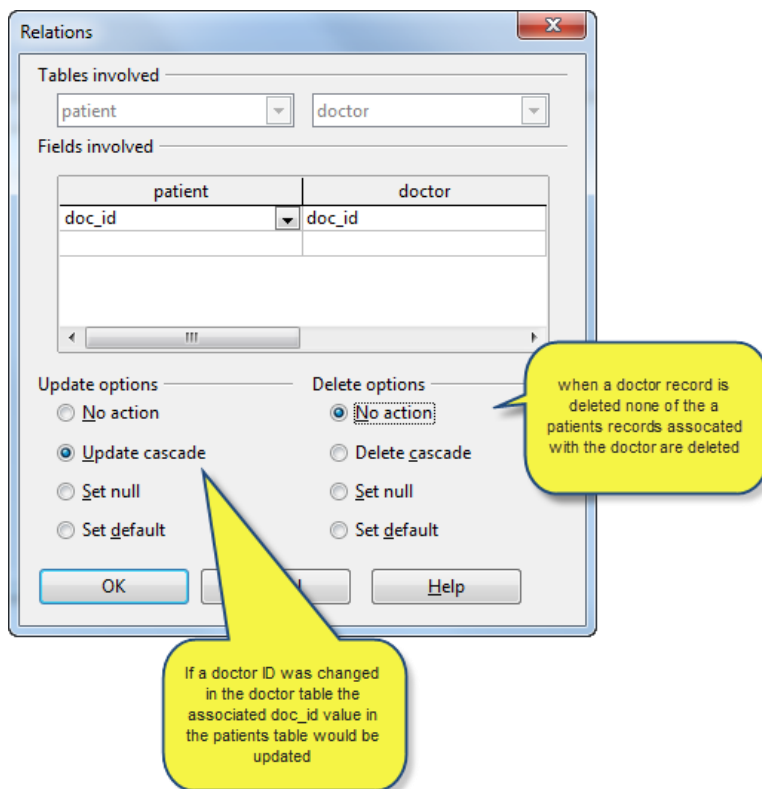 Relations
Tables involved
patient doctor
Fields involved
patient doctor
doc_id doc_id
Update options Delete options
No action No action
Update cascade Delete cascade
Set null Set null
Set default Set default
OK Help
when a doctor record is
deleted none of the a
patients records assocated
with the doctor are deleted
If a doctor ID was changed
in the doctor table the
associated doc_id value in
the patients table would be
updated